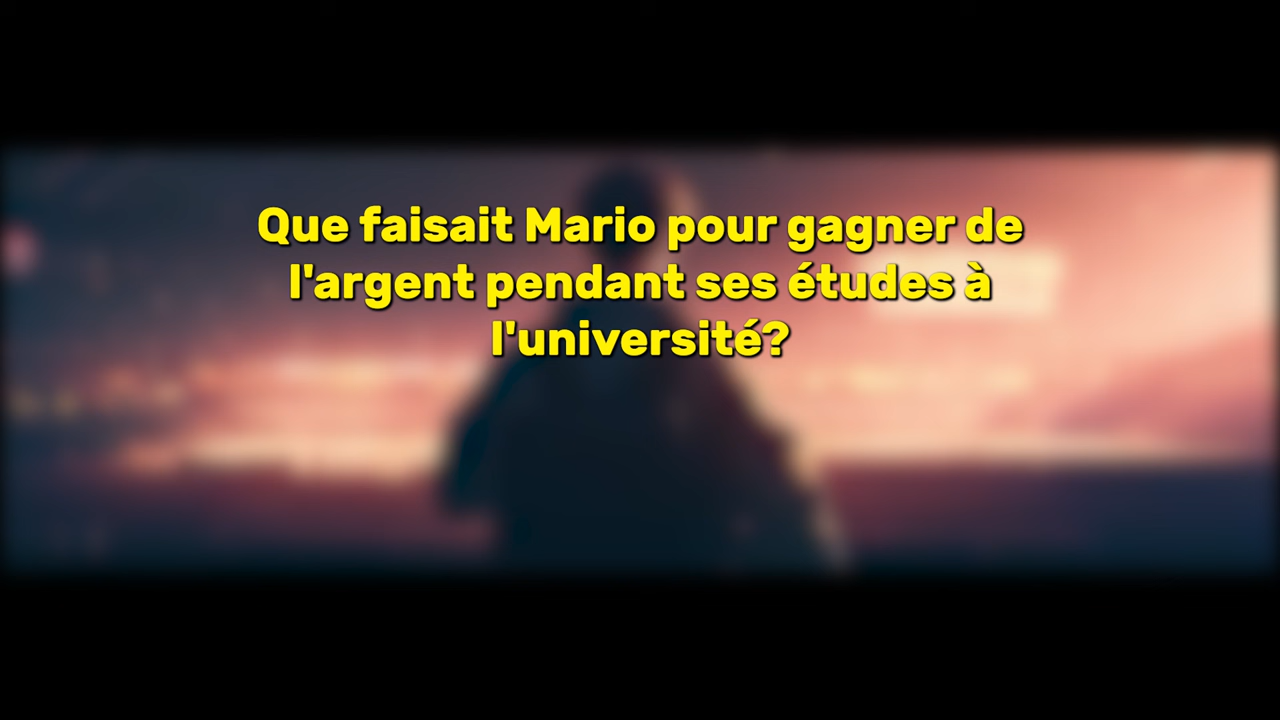 Que faisait Mario pour gagner de
l'argent pendant ses études à
l'université?